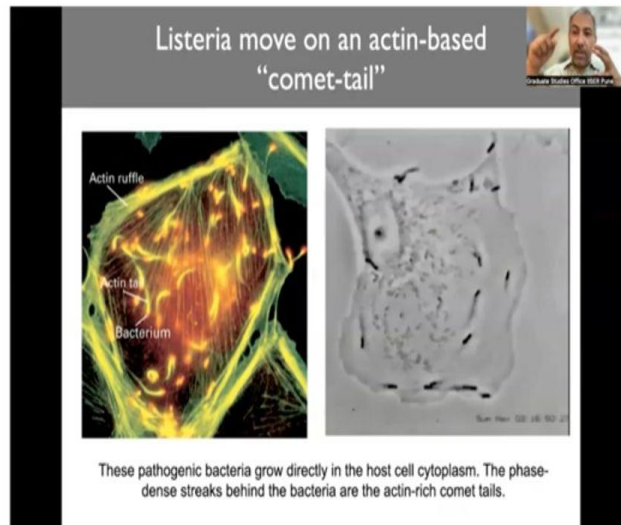 Listeria move on an actin-based
“comet-tail”
Graduate Studies Office IISER Pune
Actin ruffle
Actin tail
Bacterium
Sun Nov
These pathogenic bacteria grow directly in the host cell cytoplasm. The phase-
dense streaks behind the bacteria are the actin-rich comet tails.